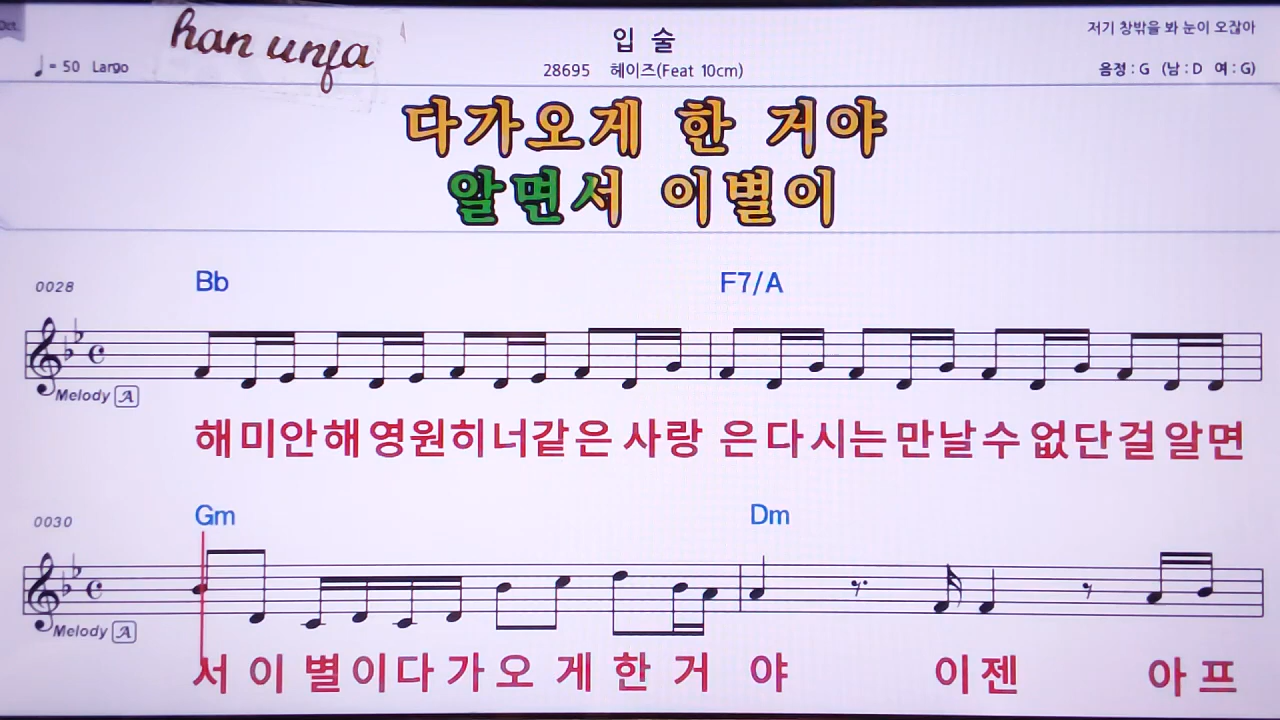 Oct.
han unja
입 술
저기 창밖을 봐 눈이 오잖아
♩= 50 Largo
28695 헤이즈(Feat 10cm)
음정 : G (남 : D 여 : G)
다가오게 한 거야
알면서 이별이
0028
Bb F7/A
Melody A
해 미안해 영원히너같은 사랑 은다시는만날수 없단걸알면
0030
Gm Dm
Melody A
서 이 별이다 가오 게 한 거 야 이젠 아프